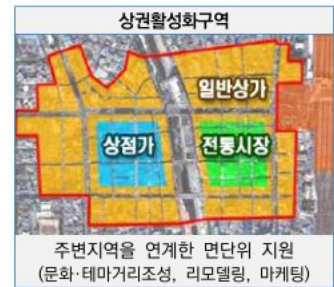 상권활성화구역
일반상가
상점가
전통시장
주변지역을 연계한 면단위 지원
(문화·테마거리조성, 리모델링, 마케팅)